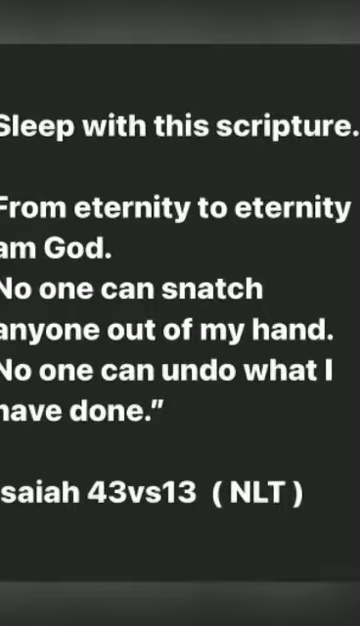 Sleep with this scripture.
From eternity to eternity
am God.
No one can snatch
anyone out of my hand.
No one can undo what I
have done.”
Isaiah 43vs13 ( NLT )